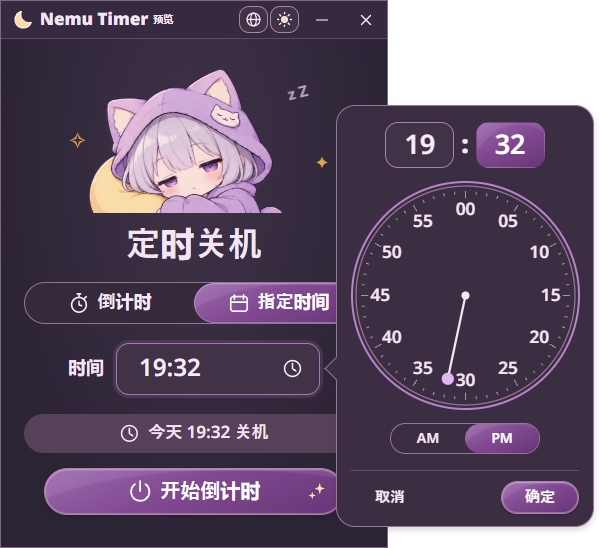 Nemu Timer 预览
zZ
定时关机
倒计时 指定时间
时间 19:32
今天 19:32 关机
开始倒计时
19 : 32
00
55 05
50 10
45 15
40 20
35 25
30
AM PM
取消 确定